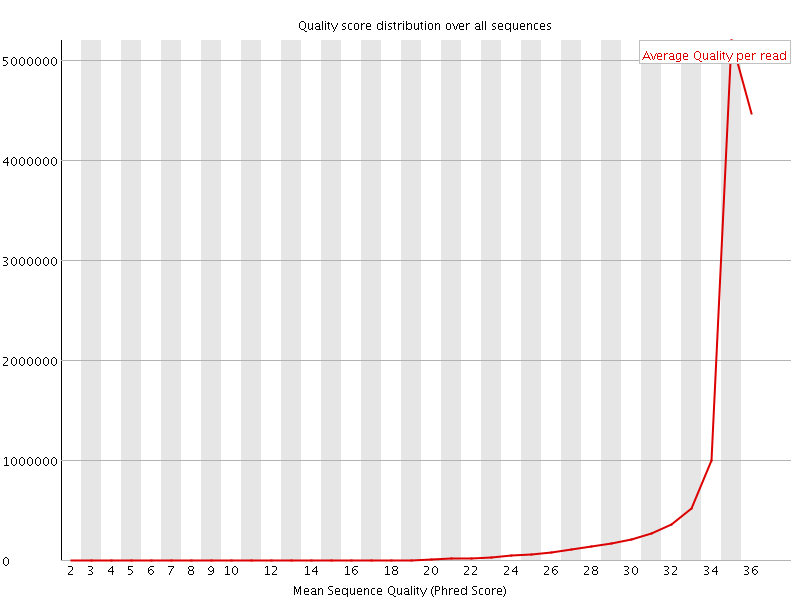 Quality score distribution over all sequences
Average Quality per read
5000000
4000000
3000000
2000000
1000000
0
2 3 4 5 6 7 8 9 10 12 14 16 18 20 22 24 26 28 30 32 34 36
Mean Sequence Quality (Phred Score)